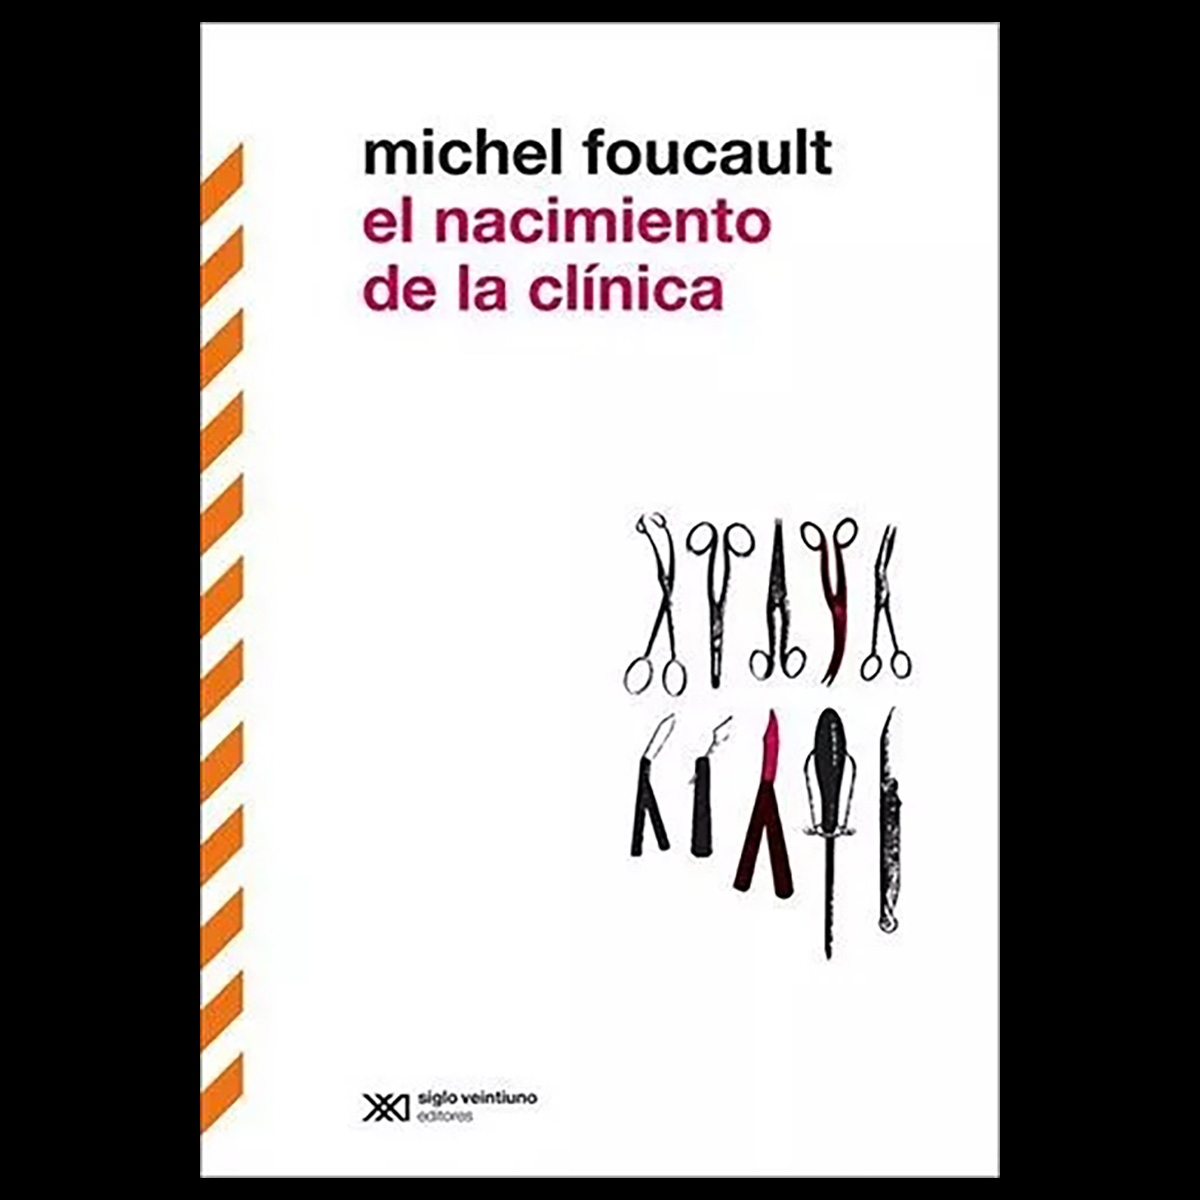 michel foucault
el nacimiento
de la clínica
siglo veintiuno
editores